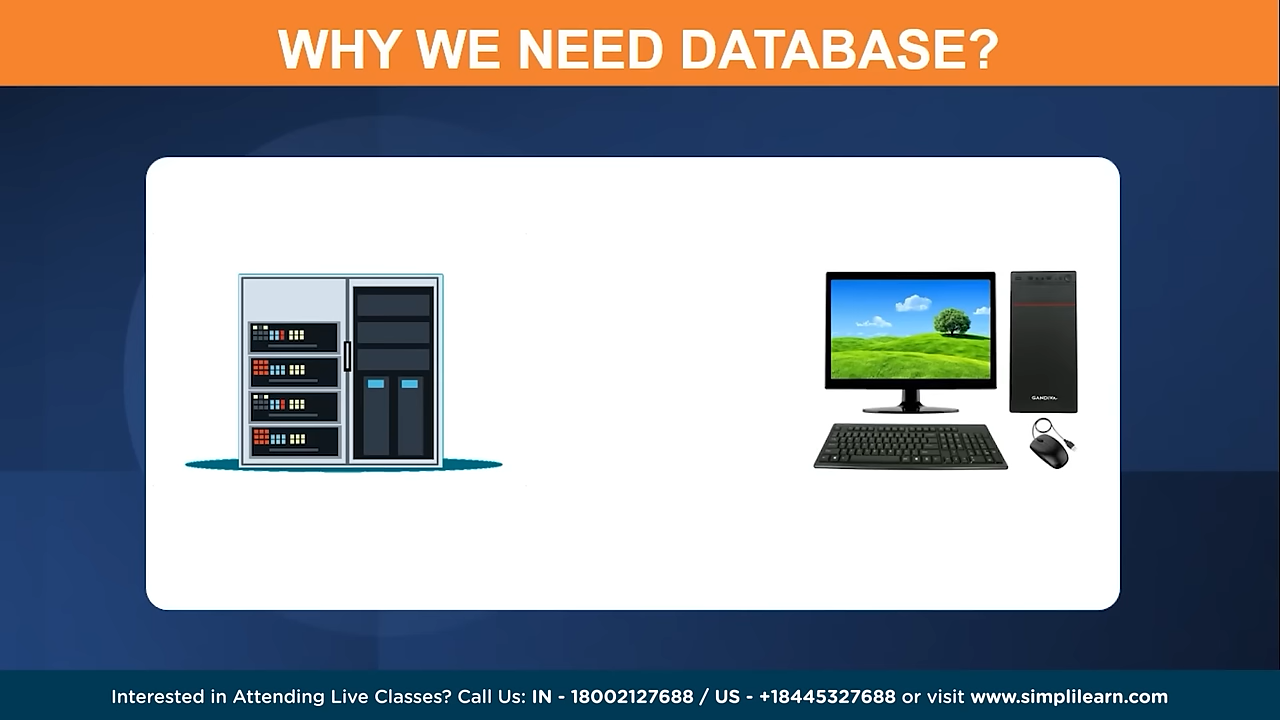 WHY WE NEED DATABASE?
GANDIVA
Interested in Attending Live Classes? Call Us: IN - 18002127688 / US - +18445327688 or visit www.simplilearn.com